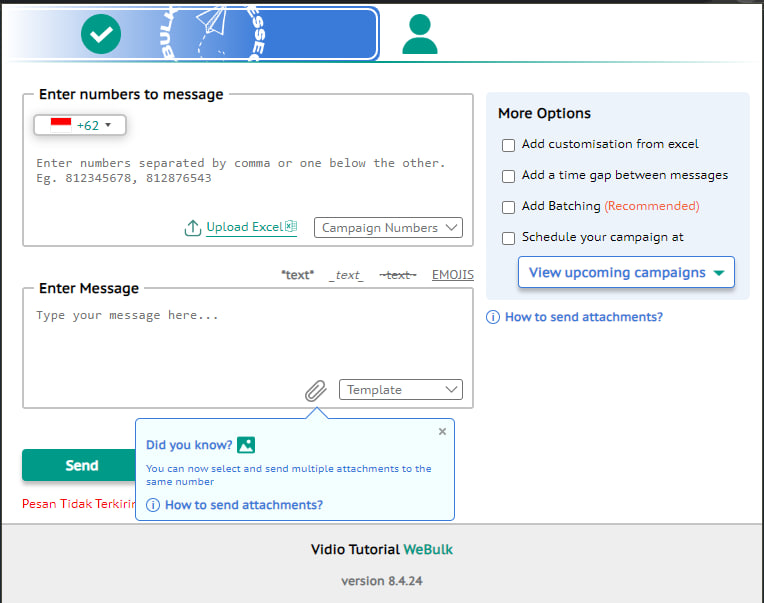 BULK
ESSEC
Enter numbers to message
+62
Enter numbers separated by comma or one below the other.
Eg. 812345678, 812876543
Upload Excel
Campaign Numbers
*text* _text_ ~text~ EMOJIS
Enter Message
Type your message here...
Template
Did you know?
×
You can now select and send multiple attachments to the
same number
How to send attachments?
Send
Pesan Tidak Terkirim
More Options
Add customisation from excel
Add a time gap between messages
Add Batching (Recommended)
Schedule your campaign at
View upcoming campaigns
How to send attachments?
Vidio Tutorial WeBulk
version 8.4.24